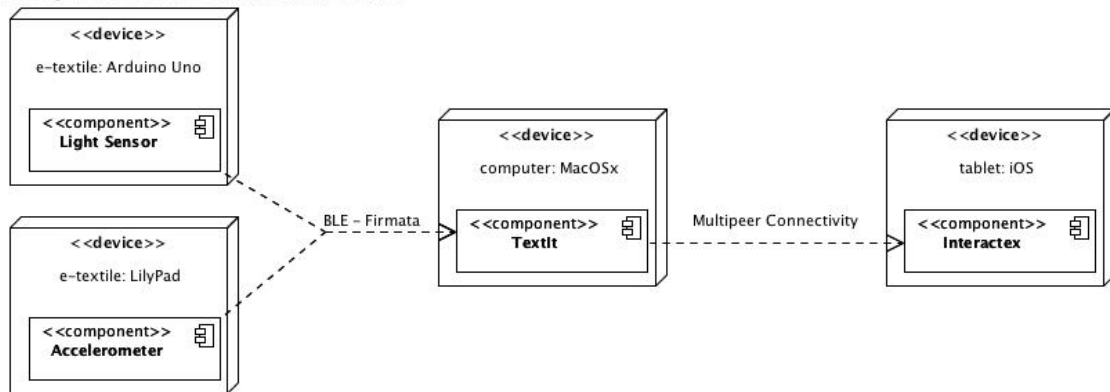 <<device>>
e-textile: Arduino Uno
<<component>>
Light Sensor
<<device>>
e-textile: LilyPad
<<component>>
Accelerometer
BLE - Firmata
<<device>>
computer: MacOSx
<<component>>
TextIt
Multipeer Connectivity
<<device>>
tablet: iOS
<<component>>
Interactex